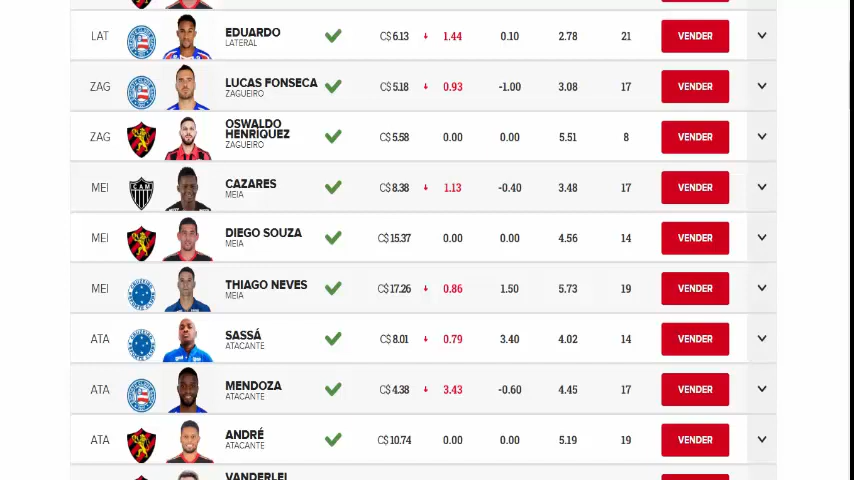 LAT EDUARDO LATERAL C$ 6.13 1.44 0.10 2.78 21 VENDER
ZAG LUCAS FONSECA ZAGUEIRO C$ 5.18 0.93 -1.00 3.08 17 VENDER
ZAG OSWALDO HENRÍQUEZ ZAGUEIRO C$ 5.58 0.00 0.00 5.51 8 VENDER
MEI CAZARES MEIA C$ 8.38 1.13 -0.40 3.48 17 VENDER
MEI DIEGO SOUZA MEIA C$ 15.37 0.00 0.00 4.56 14 VENDER
MEI THIAGO NEVES MEIA C$ 17.26 0.86 1.50 5.73 19 VENDER
ATA SASSÁ ATACANTE C$ 8.01 0.79 3.40 4.02 14 VENDER
ATA MENDOZA ATACANTE C$ 4.38 3.43 -0.60 4.45 17 VENDER
ATA ANDRÉ ATACANTE C$ 10.74 0.00 0.00 5.19 19 VENDER
VANDERLEI